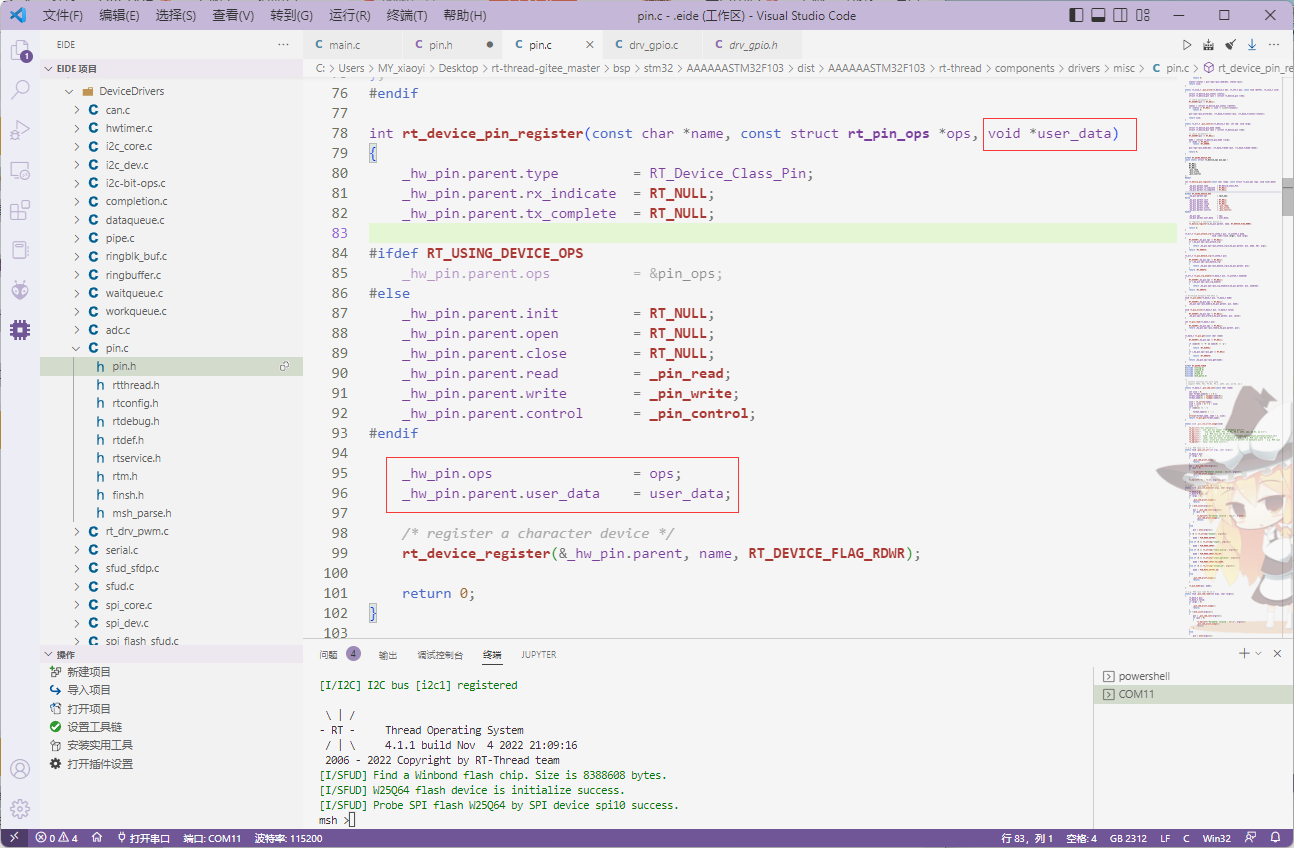 文件(F) 编辑(E) 选择(S) 查看(V) 转到(G) 运行(R) 终端(T) 帮助(H) pin.c - .eide (工作区) - Visual Studio Code
EIDE ···
main.c pin.h pin.c drv_gpio.c drv_gpio.h
C: > Users > MY_xiaoyi > Desktop > rt-thread-gitee_master > bsp > stm32 > AAAAAASTM32F103 > dist > AAAAAASTM32F103 > rt-thread > components > drivers > misc > C pin.c > rt_device_pin_re
EIDE 项目
DeviceDrivers
C can.c
C hwtimer.c
C i2c_core.c
C i2c_dev.c
C i2c-bit-ops.c
C completion.c
C dataqueue.c
C pipe.c
C ringblk_buf.c
C ringbuffer.c
C waitqueue.c
C workqueue.c
C adc.c
C pin.c
h pin.h
h rtthread.h
h rtconfig.h
h rtdebug.h
h rtdef.h
h rtservice.h
h rtm.h
h finsh.h
h msh_parse.h
C rt_drv_pwm.c
C serial.c
C sfud_sfdp.c
C sfud.c
C spi_core.c
C spi_dev.c
C spi_flash_sfud.c
操作
新建项目
导入项目
打开项目
设置工具链
安装实用工具
打开插件设置
76 #endif
77
78 int rt_device_pin_register(const char *name, const struct rt_pin_ops *ops, void *user_data)
79 {
80 _hw_pin.parent.type = RT_Device_Class_Pin;
81 _hw_pin.parent.rx_indicate = RT_NULL;
82 _hw_pin.parent.tx_complete = RT_NULL;
83
84 #ifdef RT_USING_DEVICE_OPS
85 _hw_pin.parent.ops = &pin_ops;
86 #else
87 _hw_pin.parent.init = RT_NULL;
88 _hw_pin.parent.open = RT_NULL;
89 _hw_pin.parent.close = RT_NULL;
90 _hw_pin.parent.read = _pin_read;
91 _hw_pin.parent.write = _pin_write;
92 _hw_pin.parent.control = _pin_control;
93 #endif
94
95 _hw_pin.ops = ops;
96 _hw_pin.parent.user_data = user_data;
97
98 /* register a character device */
99 rt_device_register(&_hw_pin.parent, name, RT_DEVICE_FLAG_RDWR);
100
101 return 0;
102 }
103
问题 4 输出 调试控制台 终端 JUPYTER
[I/I2C] I2C bus [i2c1] registered
\ | /
- RT - Thread Operating System
/ | \ 4.1.1 build Nov 4 2022 21:09:16
2006 - 2022 Copyright by RT-Thread team
[I/SFUD] Find a Winbond flash chip. Size is 8388608 bytes.
[I/SFUD] W25Q64 flash device is initialize success.
[I/SFUD] Probe SPI flash W25Q64 by SPI device spi10 success.
msh >
powershell
COM11
0 4 打开串口 端口: COM11 波特率: 115200 行 83，列 1 空格: 4 GB 2312 LF C Win32